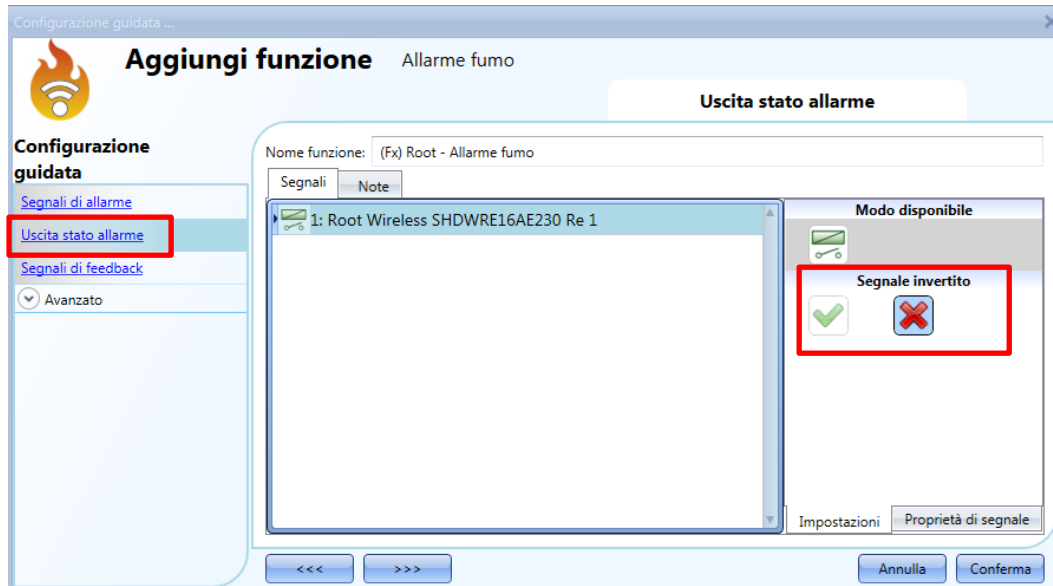 Configurazione guidata ...
Aggiungi funzione Allarme fumo
Uscita stato allarme
Configurazione
guidata
Segnali di allarme
Uscita stato allarme
Segnali di feedback
Avanzato
Nome funzione: (Fx) Root - Allarme fumo
Segnali Note
1: Root Wireless SHDWRE16AE230 Re 1
Modo disponibile
Segnale invertito
Impostazioni Proprietà di segnale
<<< >>> Annulla Conferma